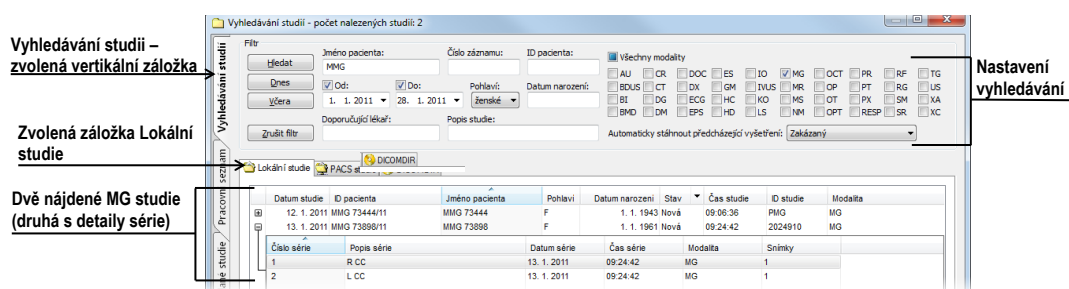 Vyhledávání studií - počet nalezených studií: 2
Vyhledávání studii –
zvolená vertikální záložka
Zvolená záložka Lokální
studie
Dvě nájdené MG studie
(druhá s detaily série)
Nastavení
vyhledávání
Vyhledávání studií
Pracovní seznam
Filtr
Hledat
Dnes
Včera
Zrušit filtr
Jméno pacienta: Číslo záznamu: ID pacienta:
MMG
Od: Do: Pohlaví: Datum narození:
1. 1. 2011 28. 1. 2011 ženské
Doporučující lékař: Popis studie:
Všechny modality
AU CR DOC ES IO MG OCT PR RF TG
BDUS CT DX GM IVUS MR OP PT RG US
BI DG ECG HC KO MS OT PX SM XA
BMD DM EPS HD LS NM OPT RESP SR XC
Automaticky stáhnout předcházející vyšetření: Zakázaný
Lokální studie PACS DICOMDIR
Datum studie ID pacienta Jméno pacienta Pohlaví Datum narození Stav Čas studie ID studie Modalita
12. 1. 2011 MMG 73444/11 MMG 73444 F 1. 1. 1943 Nová 09:06:36 PMG MG
13. 1. 2011 MMG 73898/11 MMG 73898 F 1. 1. 1961 Nová 09:24:42 2024910 MG
Číslo série Popis série Datum série Čas série Modalita Snímky
1 R CC 13. 1. 2011 09:24:42 MG 1
2 L CC 13. 1. 2011 09:24:42 MG 1
studie